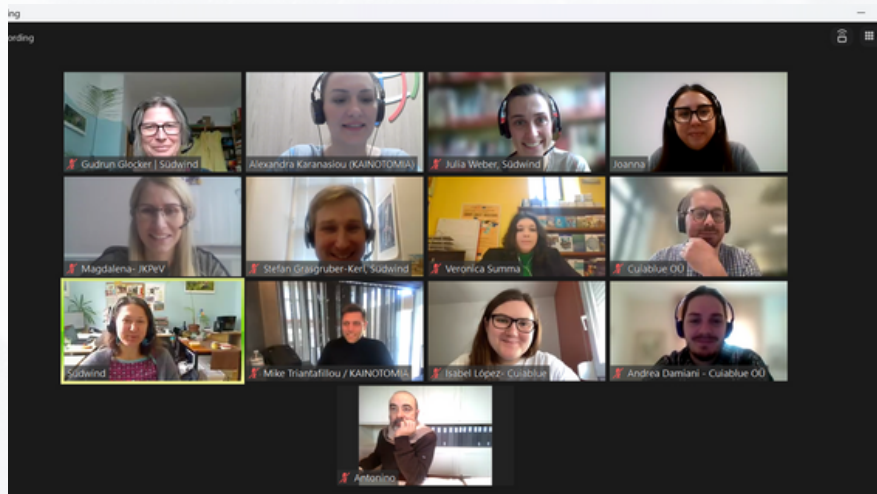 ing
ording
Gudrun Glocker | Südwind
Alexandra Karanasiou (KAINOTOMIA)
Julia Weber, Südwind
Joanna
Magdalena- JKPeV
Stefan Grasgruber-Kerl, Südwind
Veronica Summa
Cuiablue OÜ
Südwind
Mike Triantafillou / KAINOTOMIA
Isabel López- Cuiablue
Andrea Damiani - Cuiablue OÜ
Antonino